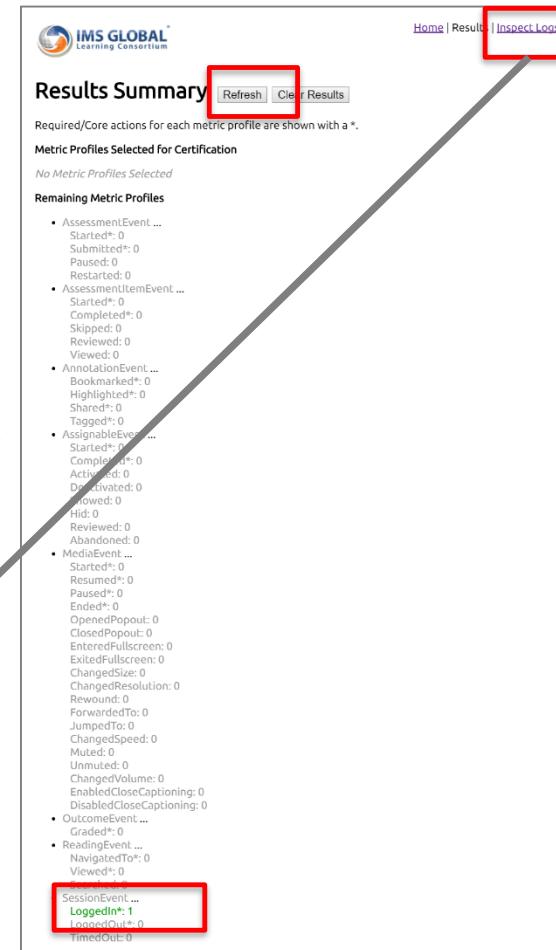 IMS GLOBAL
Learning Consortium
Home | Results | Inspect Logs
Results Summary Refresh Clear Results
Required/Core actions for each metric profile are shown with a *.
Metric Profiles Selected for Certification
No Metric Profiles Selected
Remaining Metric Profiles
• AssessmentEvent ...
Started*: 0
Submitted*: 0
Paused: 0
Restarted: 0
• AssessmentItemEvent ...
Started*: 0
Completed*: 0
Skipped: 0
Reviewed: 0
Viewed: 0
• AnnotationEvent ...
Bookmarked*: 0
Highlighted*: 0
Shared*: 0
Tagged*: 0
• AssignableEvent ...
Started*: 0
Completed*: 0
Activated: 0
Deactivated: 0
Showed: 0
Hid: 0
Reviewed: 0
Abandoned: 0
• MediaEvent ...
Started*: 0
Resumed*: 0
Paused*: 0
Ended*: 0
OpenedPopout: 0
ClosedPopout: 0
EnteredFullscreen: 0
ExitedFullscreen: 0
ChangedSize: 0
ChangedResolution: 0
Rewound: 0
ForwardedTo: 0
JumpedTo: 0
ChangedSpeed: 0
Muted: 0
Unmuted: 0
ChangedVolume: 0
EnabledCloseCaptioning: 0
DisabledCloseCaptioning: 0
• OutcomeEvent ...
Graded*: 0
• ReadingEvent ...
NavigatedTo*: 0
Viewed*: 0
Searched: 0
• SessionEvent ...
LoggedIn*: 1
LoggedOut*: 0
TimedOut: 0